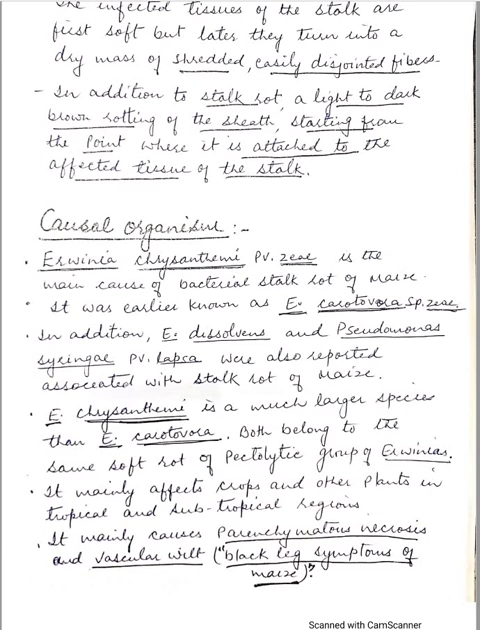 The infected tissues of the stalk are
first soft but later they turn into a
dry mass of shredded, easily disjointed fibers.
- In addition to stalk rot, a light to dark
brown rotting of the sheath, starting from
the Point where it is attached to the
affected tissue of the stalk.
Causal organism :-
• Erwinia chrysanthemi PV. zeae is the
main cause of bacterial stalk rot of Maize.
• It was earlier known as E. carotovora Sp. zeae.
• In addition, E. dissolvens and Pseudomonas
syringae PV. lapsa were also reported
associated with stalk rot of Maize.
• E. chrysanthemi is a much larger species
than E. carotovora. Both belong to the
same soft rot of Pectolytic group of Erwinias.
• It mainly affects crops and other Plants in
tropical and sub-tropical regions.
• It mainly causes Parenchymatous necrosis
and vascular wilt ("black leg symptoms of
maize)"
Scanned with CamScanner